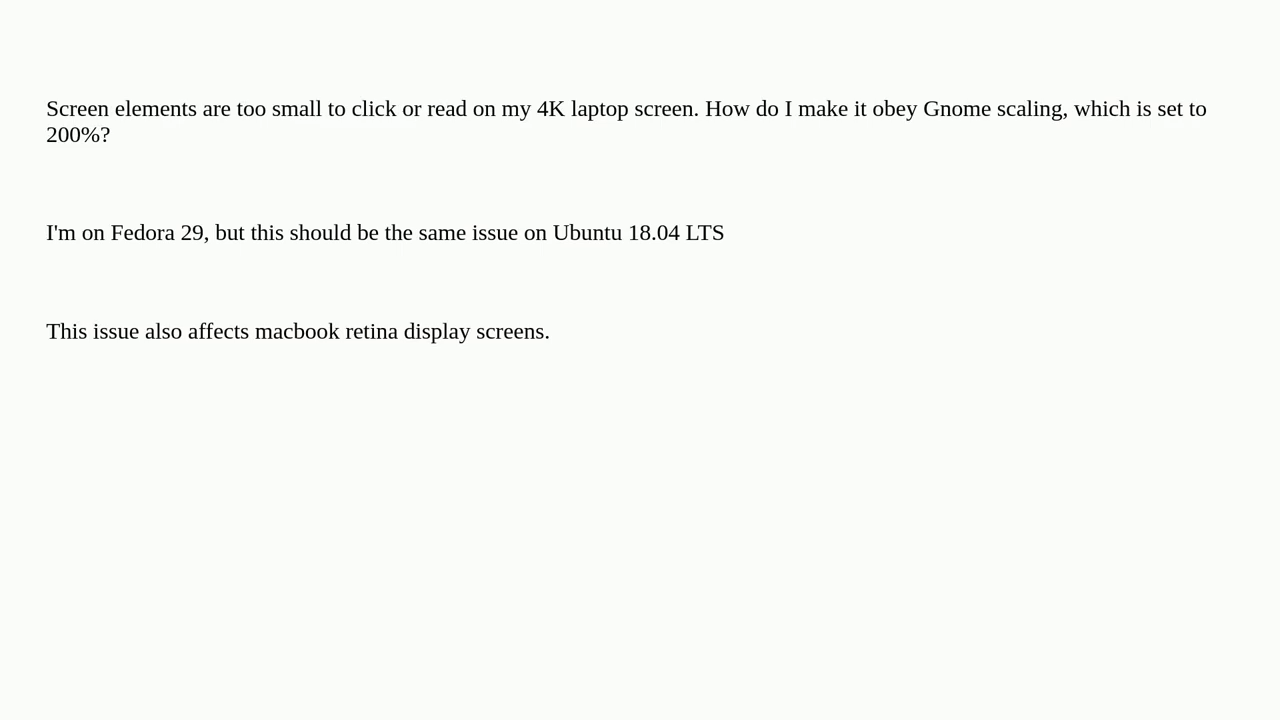 Screen elements are too small to click or read on my 4K laptop screen. How do I make it obey Gnome scaling, which is set to
200%?
I'm on Fedora 29, but this should be the same issue on Ubuntu 18.04 LTS
This issue also affects macbook retina display screens.